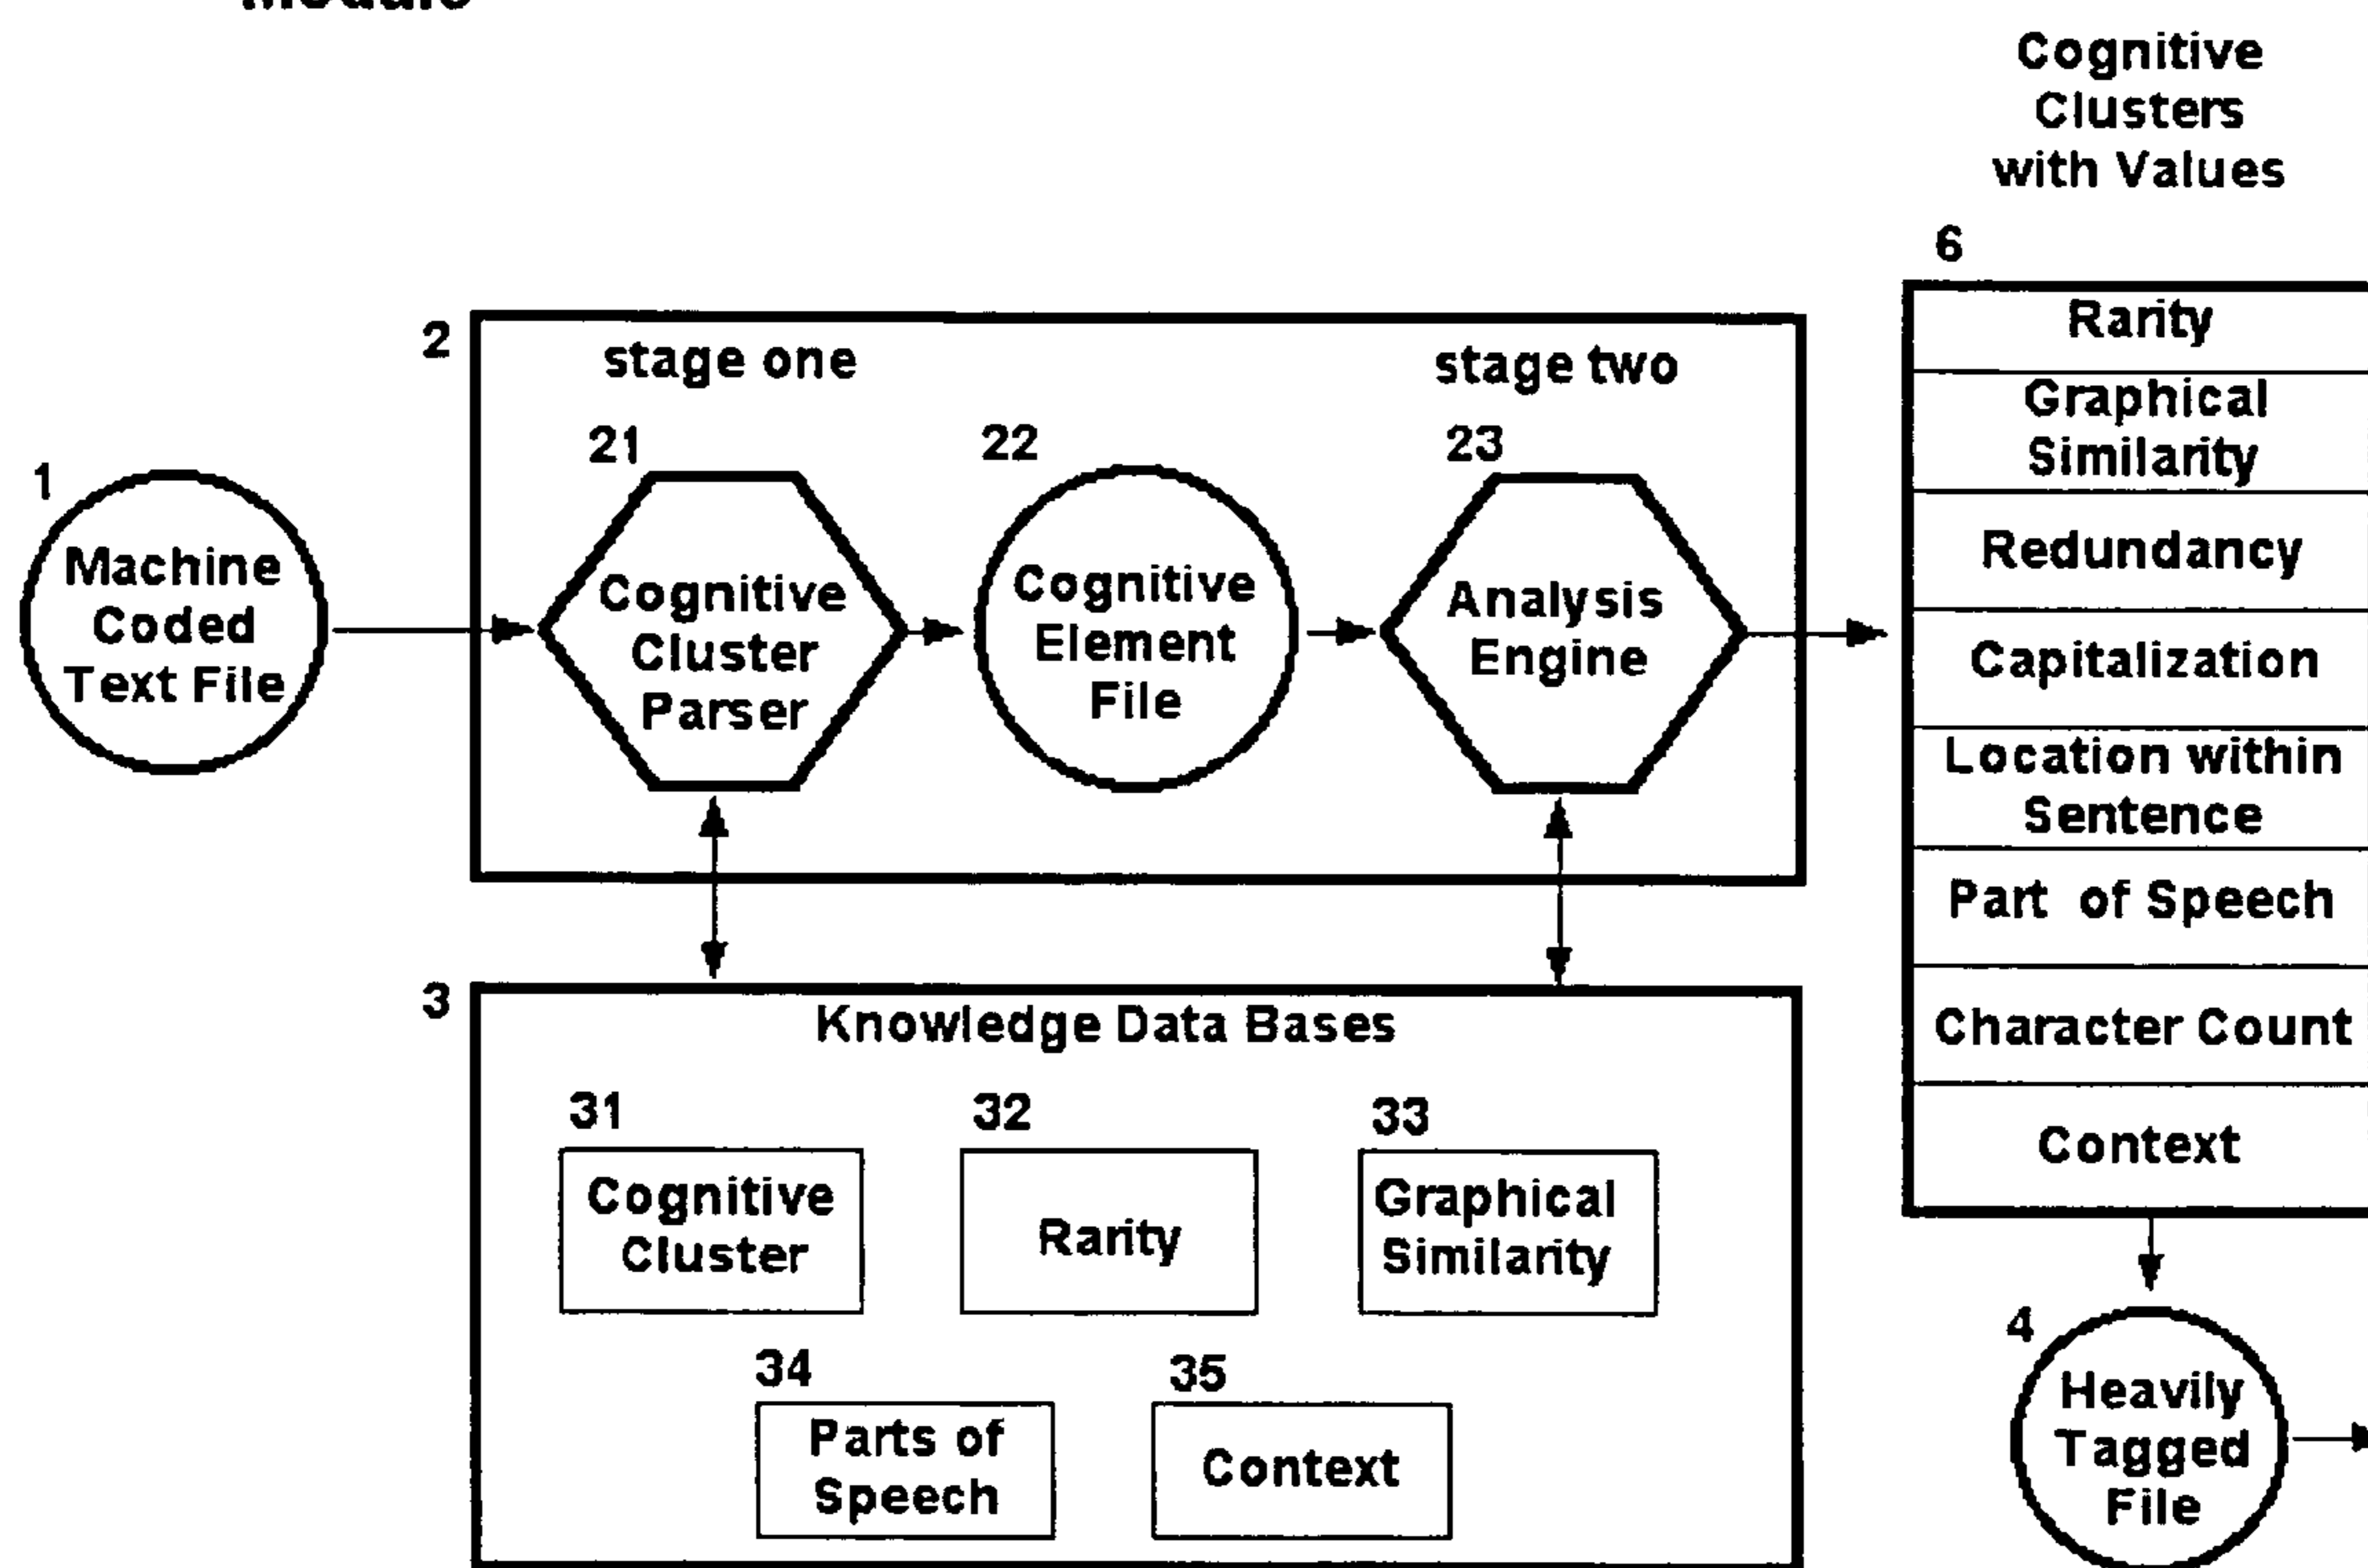 Cognitive
Clusters
with Values
6
Rarity
Graphical
Similarity
Redundancy
Capitalization
Location within
Sentence
Part of Speech
Character Count
Context
2
stage one
stage two
21
22
23
1
Machine
Coded
Text File
Cognitive
Cluster
Parser
Cognitive
Element
File
Analysis
Engine
3
Knowledge Data Bases
31
32
33
Cognitive
Cluster
Rarity
Graphical
Similarity
34
35
Parts of
Speech
Context
4
Heavily
Tagged
File